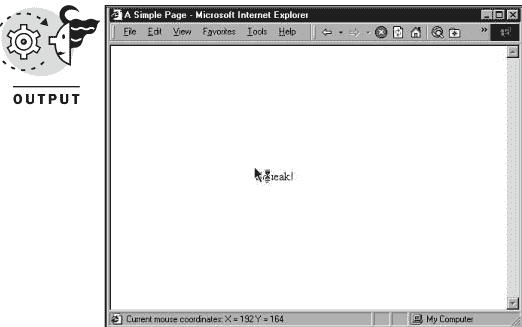 A Simple Page - Microsoft Internet Explorer
File Edit View Favorites Tools Help
OUTPUT
Current mouse coordinates: X = 192 Y = 164 My Computer